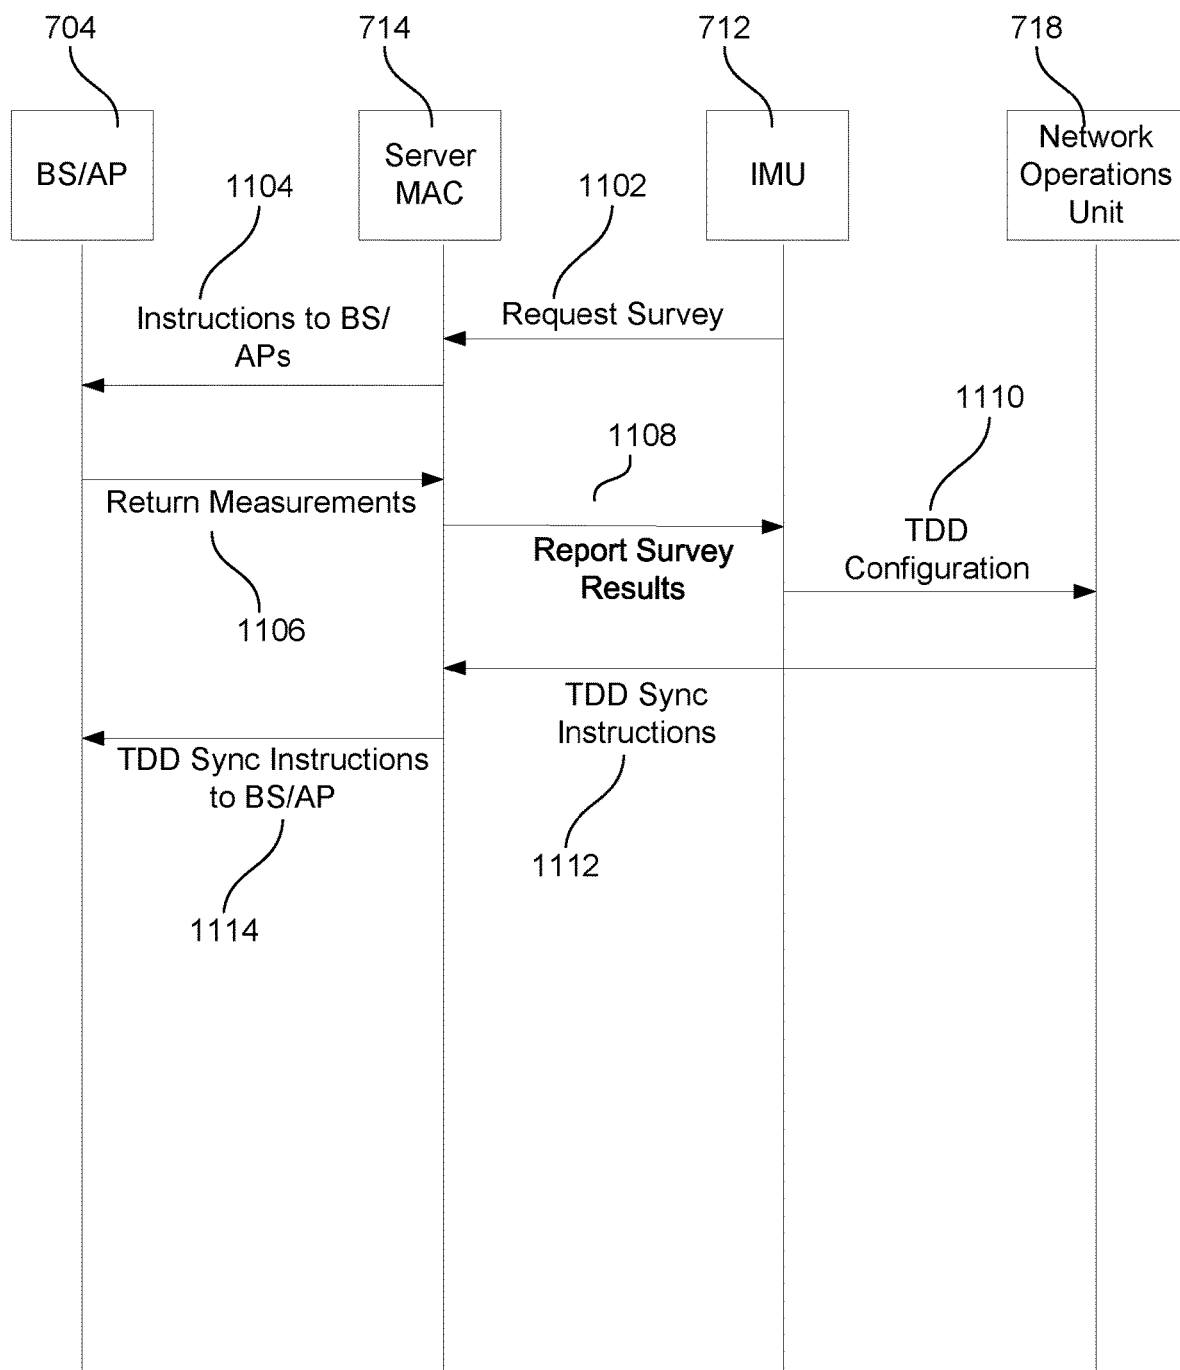 704
714
712
718
BS/AP
Server
MAC
IMU
Network
Operations
Unit
1104
1102
Instructions to BS/
APs
Request Survey
1110
1108
Return Measurements
TDD
Configuration
Report Survey
Results
1106
TDD Sync
Instructions
TDD Sync Instructions
to BS/AP
1112
1114